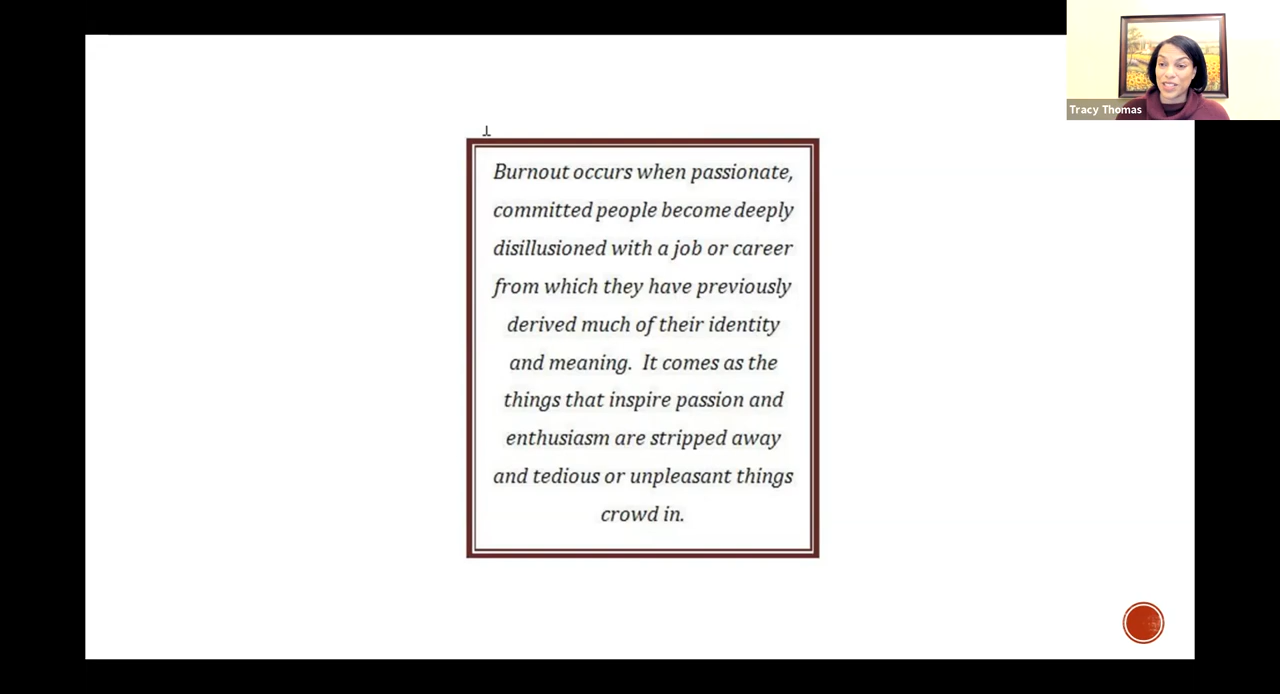 Tracy Thomas
Burnout occurs when passionate,
committed people become deeply
disillusioned with a job or career
from which they have previously
derived much of their identity
and meaning.  It comes as the
things that inspire passion and
enthusiasm are stripped away
and tedious or unpleasant things
crowd in.